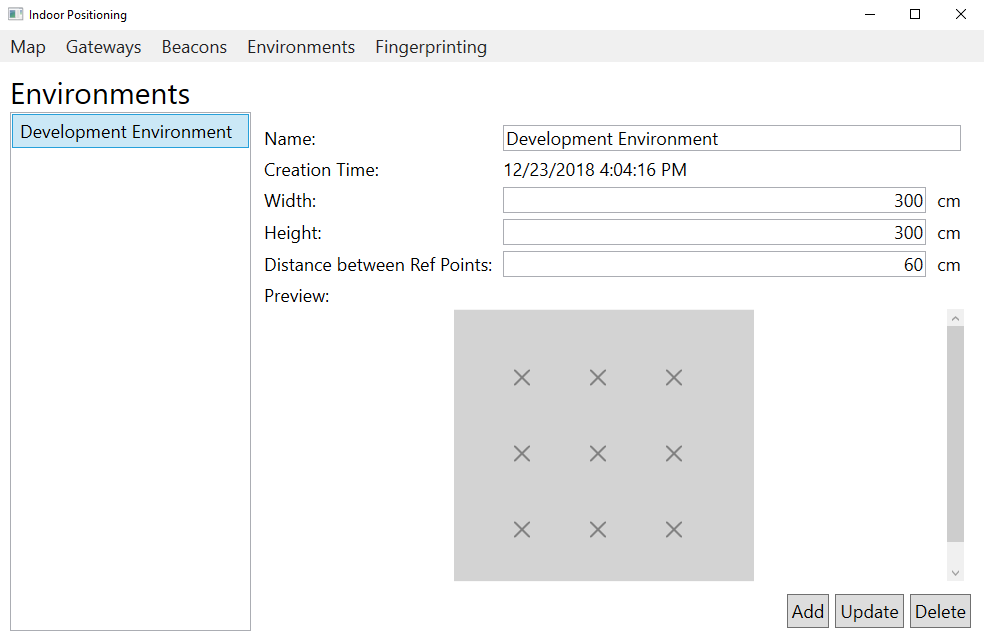 Indoor Positioning
Map Gateways Beacons Environments Fingerprinting
Environments
Development Environment
Name: Development Environment
Creation Time: 12/23/2018 4:04:16 PM
Width: 300 cm
Height: 300 cm
Distance between Ref Points: 60 cm
Preview:
Add Update Delete